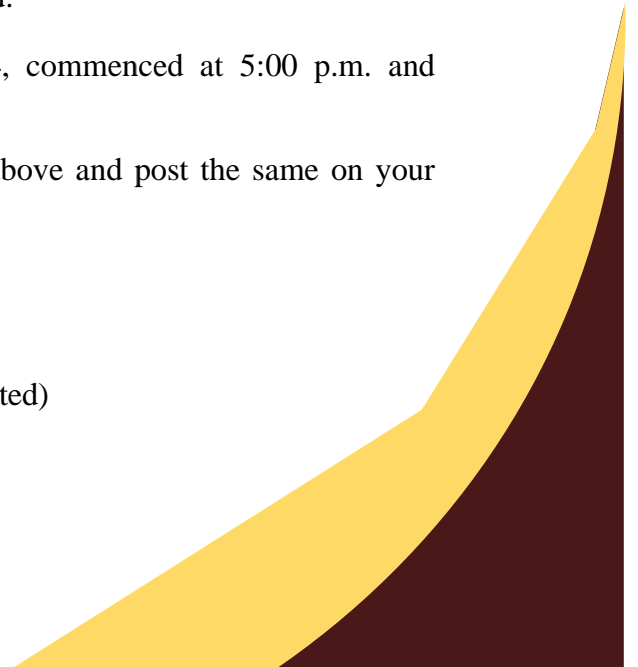 , commenced at 5:00 p.m. and
bove and post the same on your
ted)